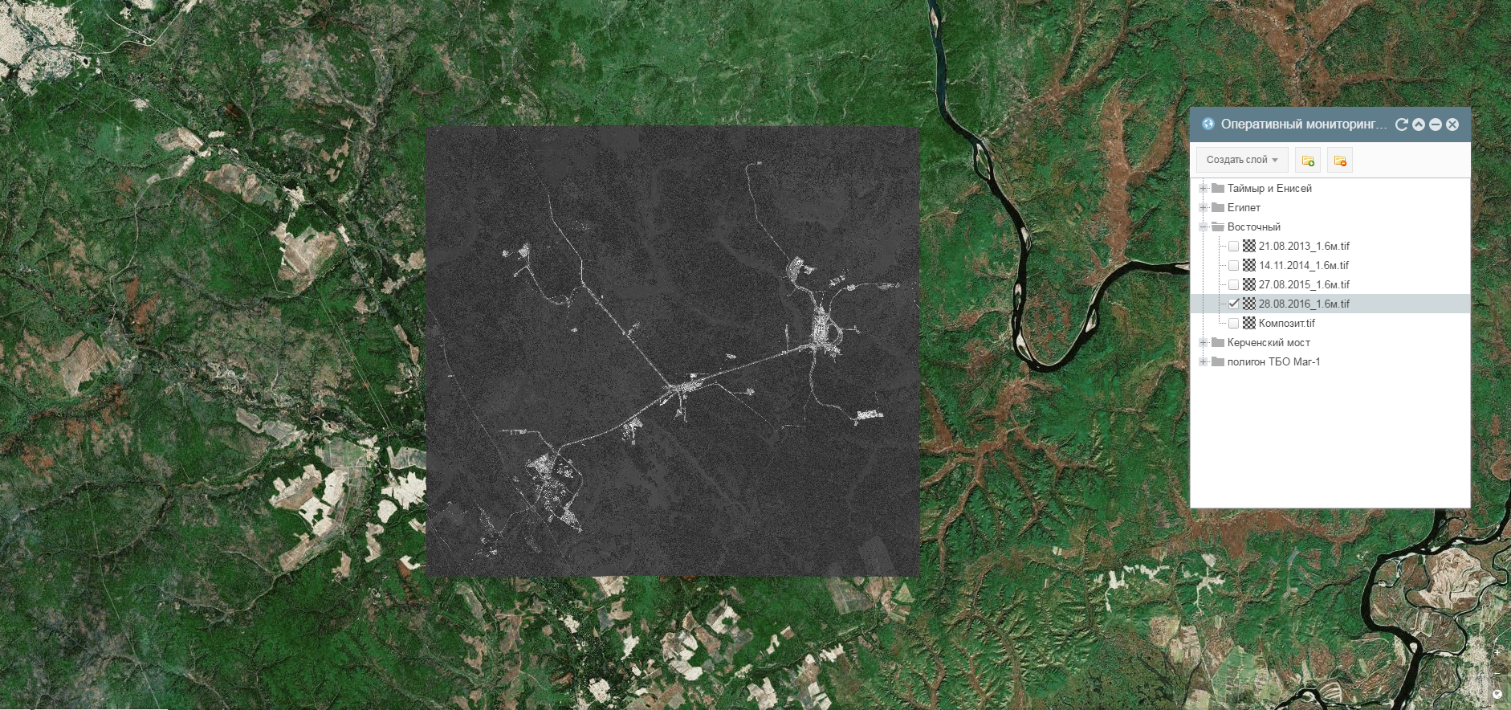 Оперативный мониторинг...
Создать слой
Таймыр и Енисей
Египет
Восточный
21.08.2013_1.6м.tif
14.11.2014_1.6м.tif
27.08.2015_1.6м.tif
28.08.2016_1.6м.tif
Композит.tif
Керченский мост
полигон ТБО Маг-1